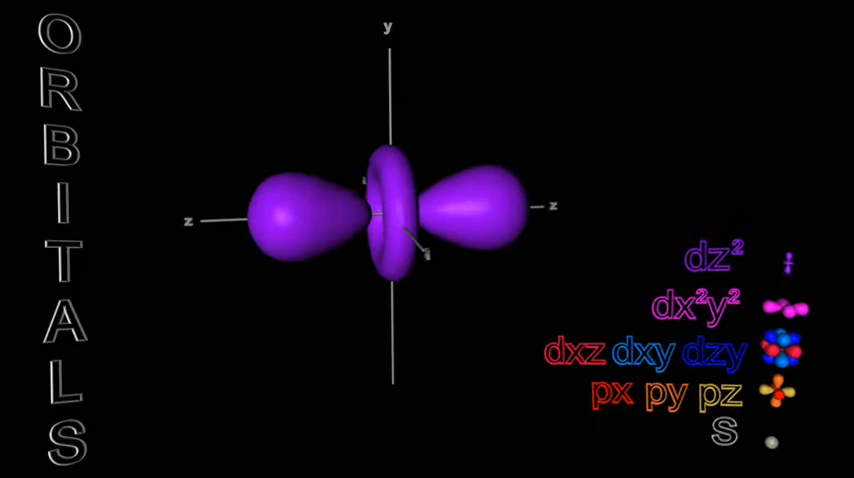 ORBITALS
y
z
z
dz²
dx²y²
dxz dxy dzy
px py pz
s